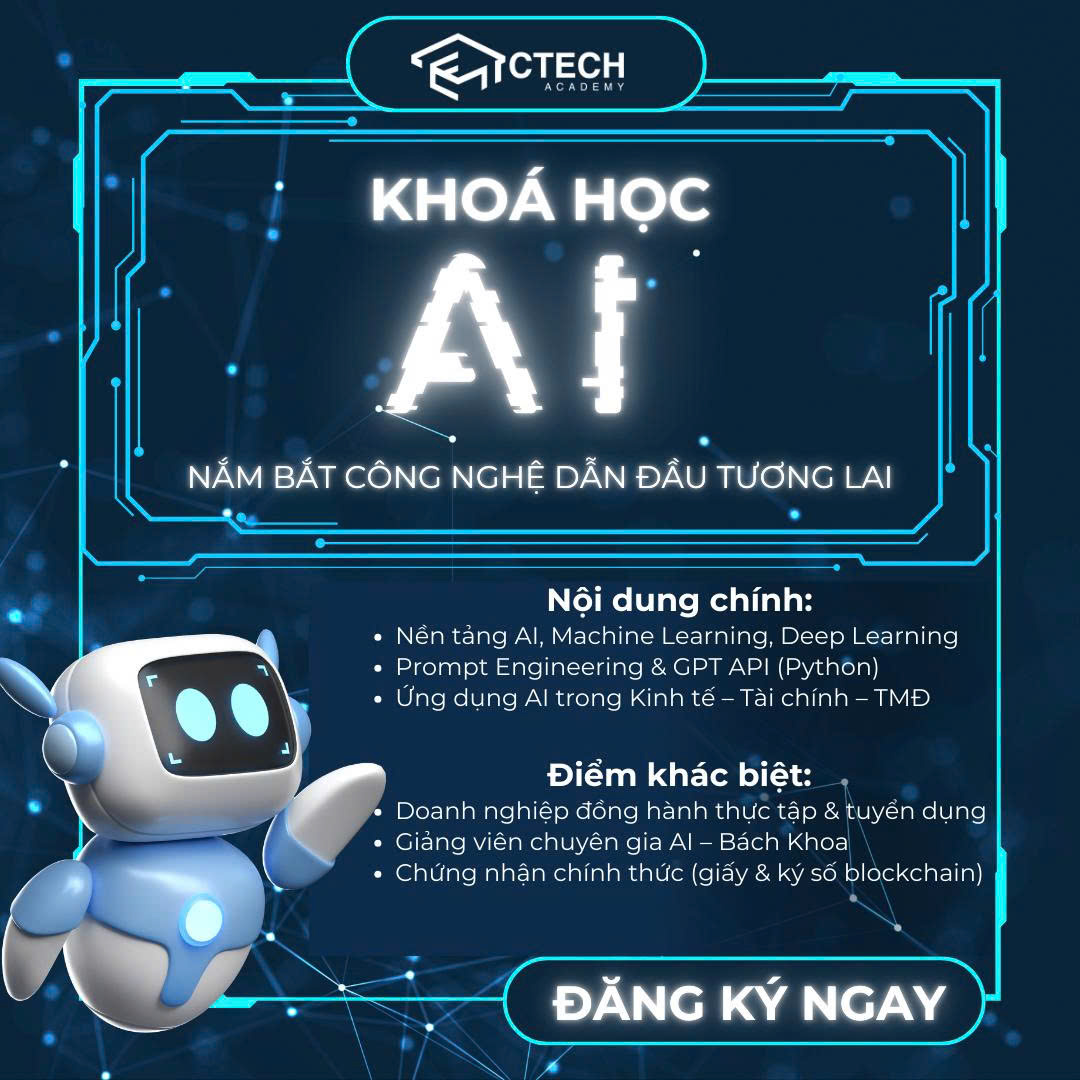 CTECH
ACADEMY
KHOÁ HỌC
AI
NẮM BẮT CÔNG NGHỆ DẪN ĐẦU TƯƠNG LAI
Nội dung chính:
• Nền tảng AI, Machine Learning, Deep Learning
• Prompt Engineering & GPT API (Python)
• Ứng dụng AI trong Kinh tế – Tài chính – TMĐ
Điểm khác biệt:
• Doanh nghiệp đồng hành thực tập & tuyển dụng
• Giảng viên chuyên gia AI – Bách Khoa
• Chứng nhận chính thức (giấy & ký số blockchain)
ĐĂNG KÝ NGAY